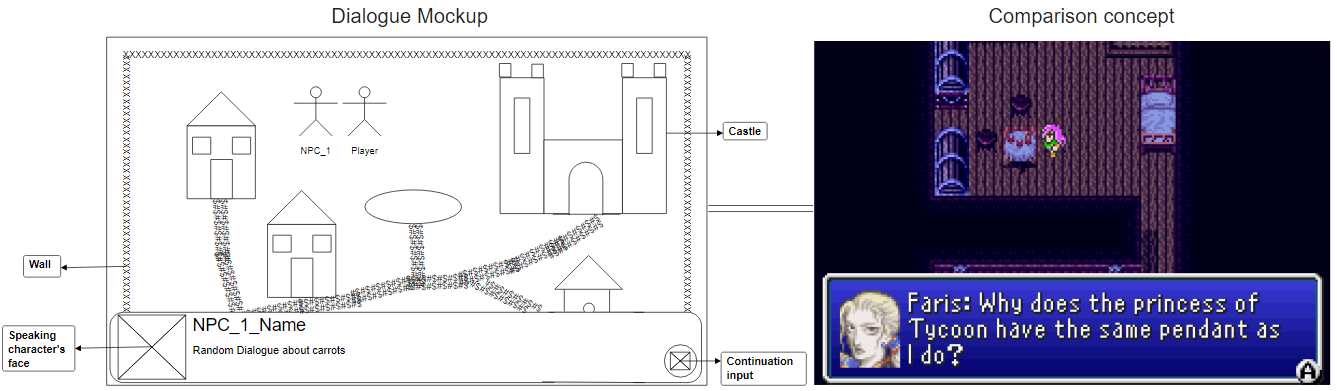 Dialogue Mockup
Comparison concept
NPC_1
Player
Castle
Wall
Speaking
character's
face
NPC_1_Name
Random Dialogue about carrots
Continuation
input
Faris: Why does the princess of
Tycoon have the same pendant as
I do?
A